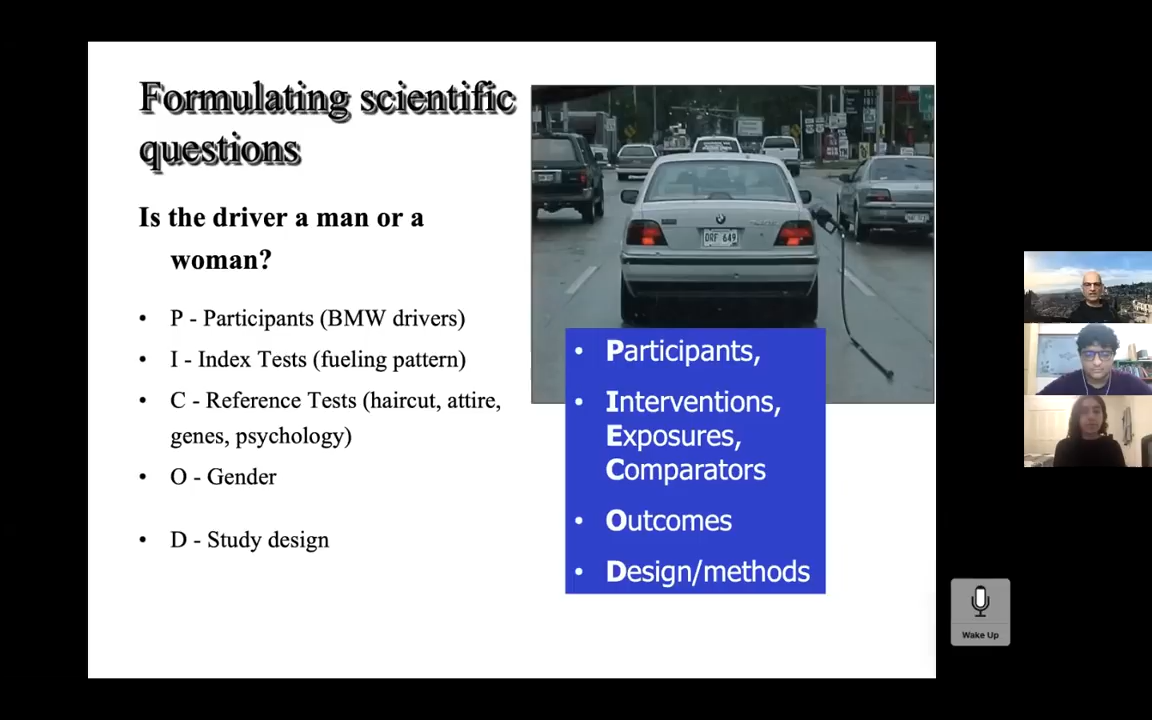 Formulating scientific
questions
Is the driver a man or a
woman?
• P - Participants (BMW drivers)
• I - Index Tests (fueling pattern)
• C - Reference Tests (haircut, attire,
genes, psychology)
• O - Gender
• D - Study design
DRF 649
• Participants,
• Interventions,
Exposures,
Comparators
• Outcomes
• Design/methods
Wake Up